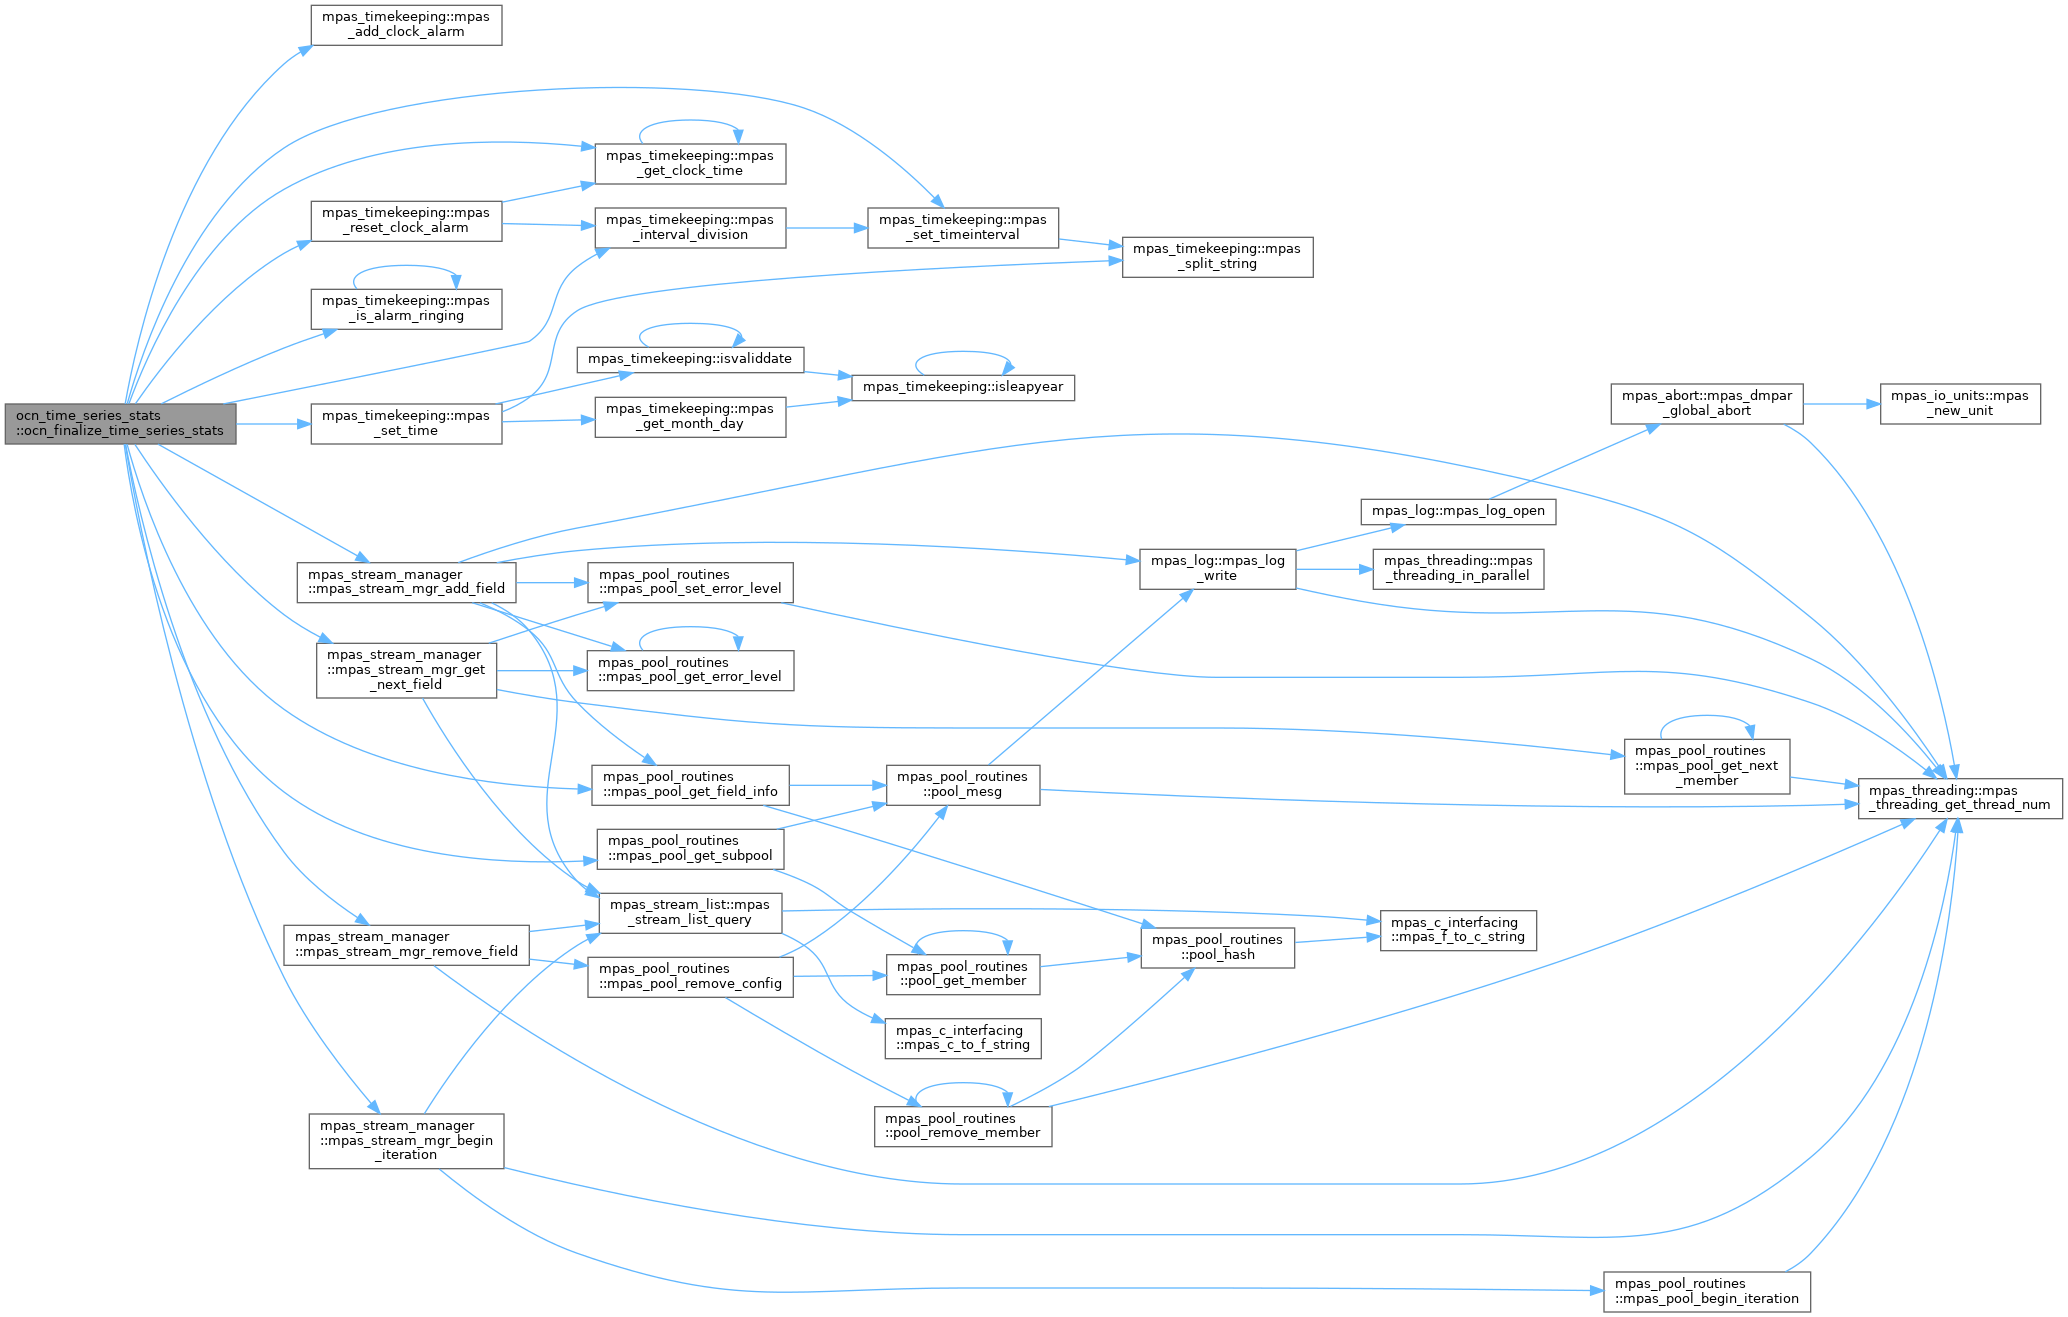 mpas_timekeeping::mpas
_add_clock_alarm
mpas_timekeeping::mpas
_get_clock_time
mpas_timekeeping::mpas
_reset_clock_alarm
mpas_timekeeping::mpas
_interval_division
mpas_timekeeping::mpas
_set_timeinterval
mpas_timekeeping::mpas
_split_string
mpas_timekeeping::mpas
_is_alarm_ringing
mpas_timekeeping::isvaliddate
mpas_timekeeping::isleapyear
ocn_time_series_stats
::ocn_finalize_time_series_stats
mpas_timekeeping::mpas
_set_time
mpas_timekeeping::mpas
_get_month_day
mpas_abort::mpas_dmpar
_global_abort
mpas_io_units::mpas
_new_unit
mpas_log::mpas_log_open
mpas_stream_manager
::mpas_stream_mgr_add_field
mpas_pool_routines
::mpas_pool_set_error_level
mpas_log::mpas_log
_write
mpas_threading::mpas
_threading_in_parallel
mpas_stream_manager
::mpas_stream_mgr_get
_next_field
mpas_pool_routines
::mpas_pool_get_error_level
mpas_pool_routines
::mpas_pool_get_next
_member
mpas_pool_routines
::mpas_pool_get_field_info
mpas_pool_routines
::pool_mesg
mpas_threading::mpas
_threading_get_thread_num
mpas_pool_routines
::mpas_pool_get_subpool
mpas_stream_list::mpas
_stream_list_query
mpas_c_interfacing
::mpas_f_to_c_string
mpas_stream_manager
::mpas_stream_mgr_remove_field
mpas_pool_routines
::mpas_pool_remove_config
mpas_pool_routines
::pool_get_member
mpas_pool_routines
::pool_hash
mpas_c_interfacing
::mpas_c_to_f_string
mpas_pool_routines
::pool_remove_member
mpas_stream_manager
::mpas_stream_mgr_begin
_iteration
mpas_pool_routines
::mpas_pool_begin_iteration